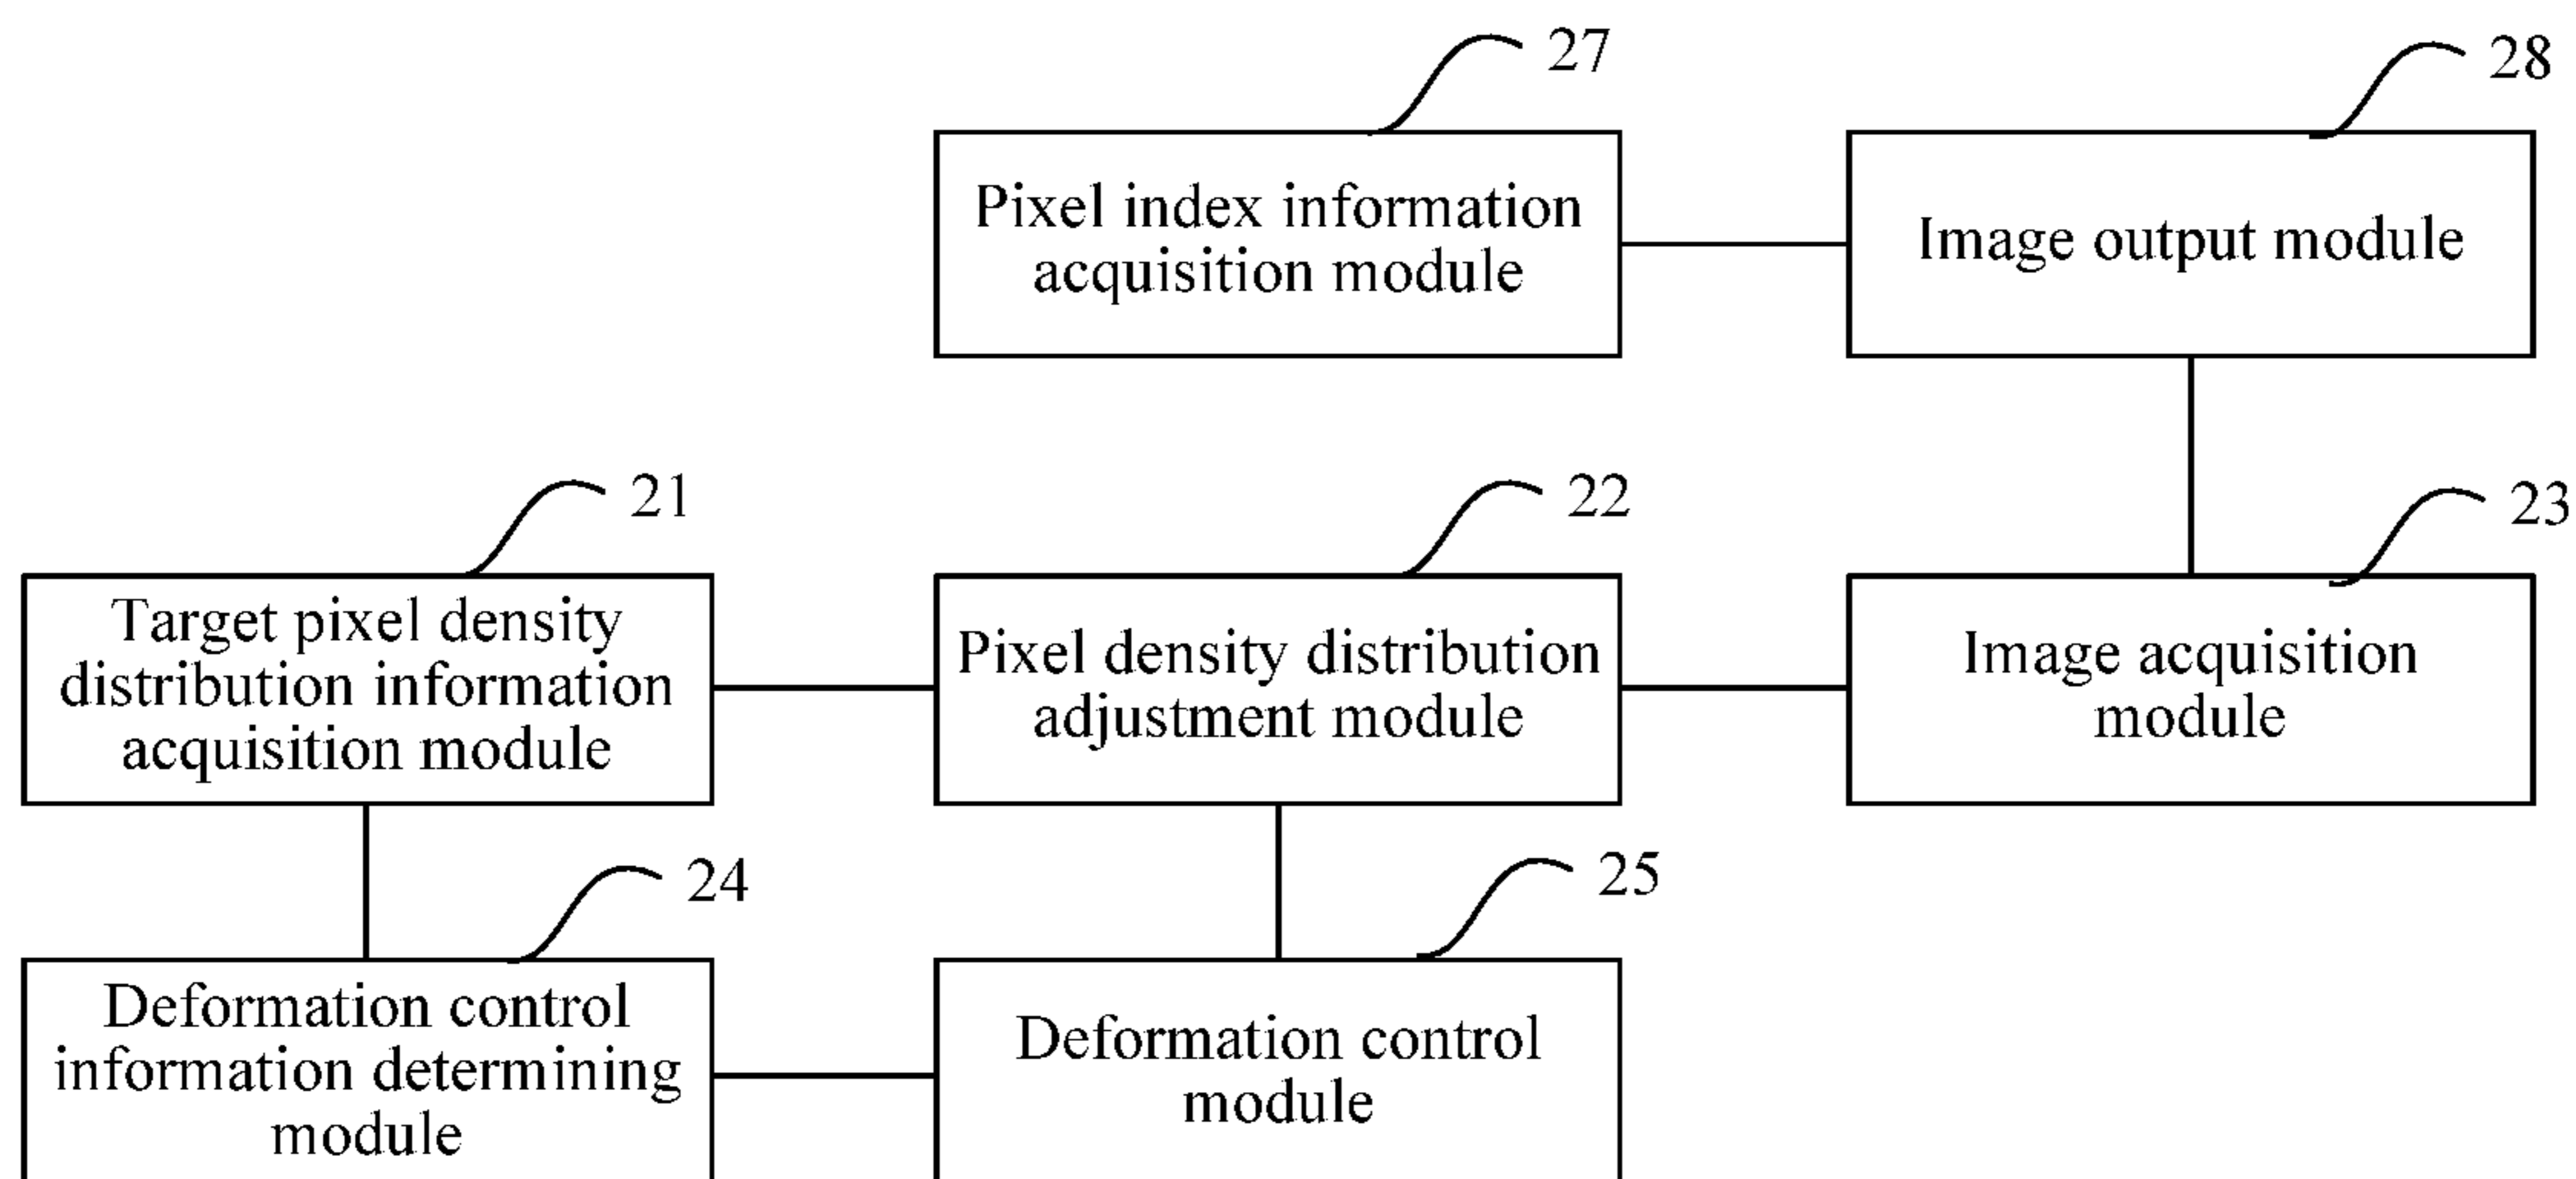 27
28
Pixel index information
acquisition module
Image output module
21
22
23
Target pixel density
distribution information
acquisition module
Pixel density distribution
adjustment module
Image acquisition
module
24
25
Deformation control
information determining
module
Deformation control
module